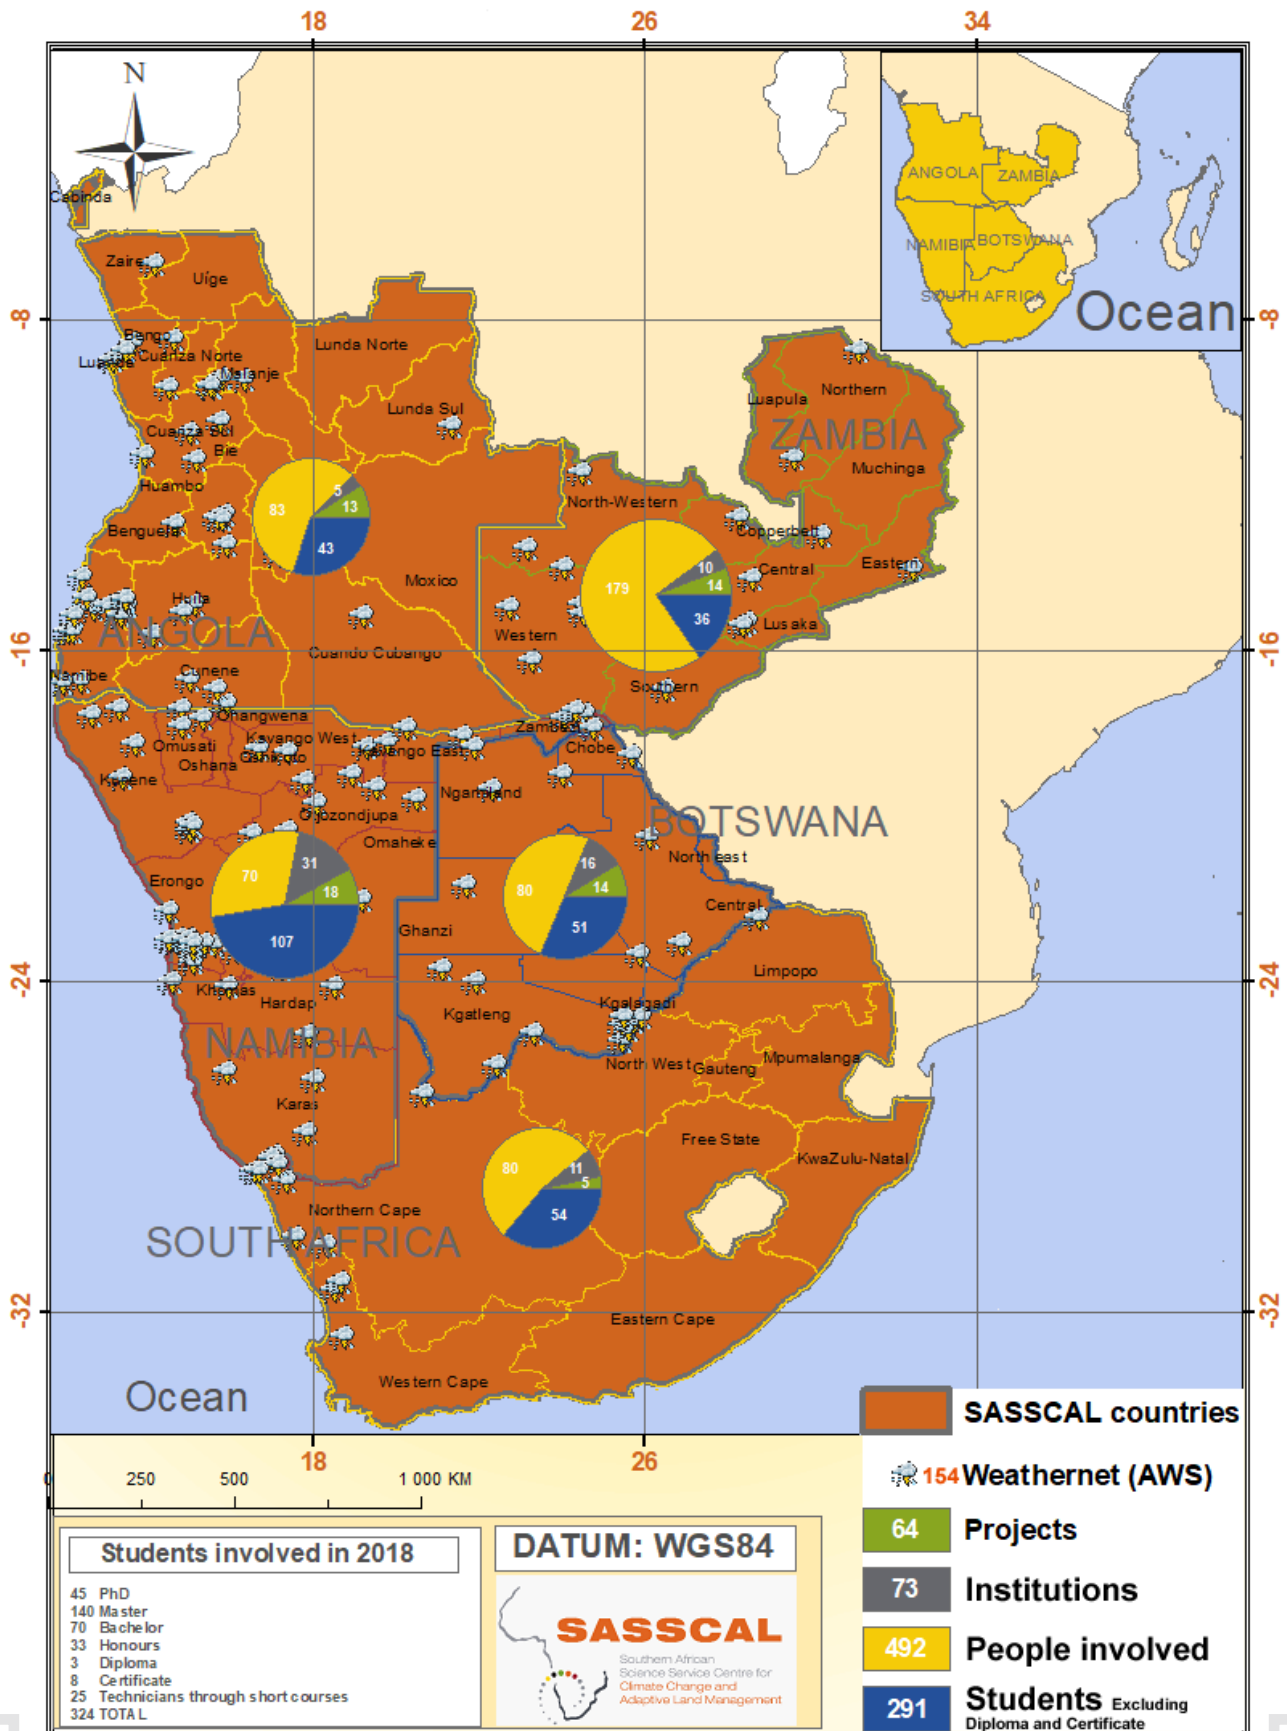 18
26
34
N
Cabinda
ANGOLA
ZAMBIA
NAMIBIA
BOTSWANA
SOUTH AFRICA
Ocean
Zaire
Uíge
-8
-8
Bengo
Luanda
Cuanza Norte
Malanje
Lunda Norte
Lunda Sul
Cuanza Sul
Bie
Huambo
Benguela
83
5
13
43
Moxico
Huila
ANGOLA
Cuando Cubango
Cunene
Namibe
Northern
Luapula
ZAMBIA
Muchinga
North-Western
Copperbelt
Central
Eastern
179
10
14
36
Western
Lusaka
Southern
-16
-16
Ohangwena
Omusati
Oshana
Kavango West
Kavango East
Zambezi
Chobe
Kunene
Ngamiland
Otjozondjupa
Omaheke
BOTSWANA
North east
Erongo
70
31
18
107
80
16
14
51
Central
Ghanzi
Limpopo
-24
-24
Khomas
Hardap
Kgatleng
Kgalagadi
NAMIBIA
North West
Gauteng
Mpumalanga
Karas
Free State
KwaZulu-Natal
80
11
5
54
Northern Cape
SOUTH AFRICA
-32
-32
Eastern Cape
Western Cape
Ocean
18
26
0
250
500
1 000 KM
SASSCAL countries
154 Weathernet (AWS)
64 Projects
73 Institutions
492 People involved
291 Students Excluding
Diploma and Certificate
Students involved in 2018
45 PhD
140 Master
70 Bachelor
33 Honours
3 Diploma
8 Certificate
25 Technicians through short courses
324 TOTAL
DATUM: WGS84
SASSCAL
Southern African
Science Service Centre for
Climate Change and
Adaptive Land Management